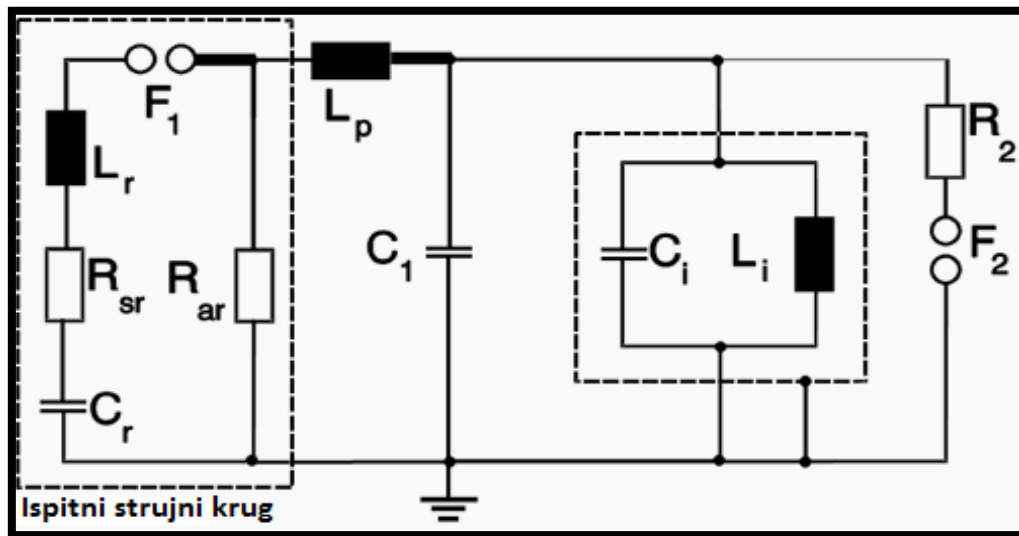 F₁
Lₚ
Lᵣ
Rₛᵣ
Rₐᵣ
Cᵣ
C₁
Cᵢ
Lᵢ
R₂
F₂
Ispitni strujni krug